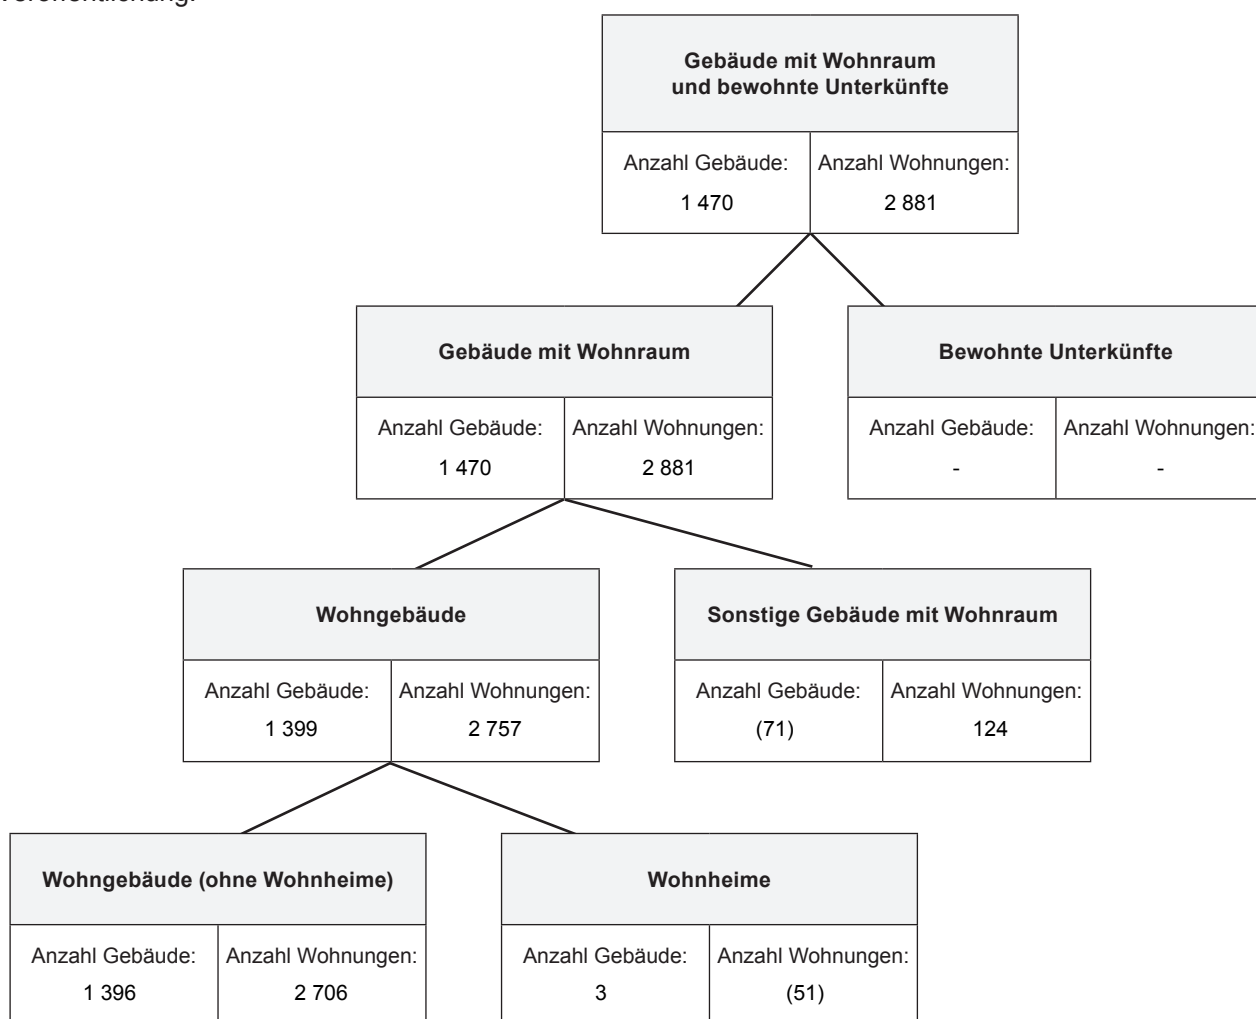 Veröffentlichung.
Gebäude mit Wohnraum
und bewohnte Unterkünfte
Anzahl Gebäude: Anzahl Wohnungen:
1 470 2 881
Gebäude mit Wohnraum Bewohnte Unterkünfte
Anzahl Gebäude: Anzahl Wohnungen: Anzahl Gebäude: Anzahl Wohnungen:
1 470 2 881 - -
Wohngebäude Sonstige Gebäude mit Wohnraum
Anzahl Gebäude: Anzahl Wohnungen: Anzahl Gebäude: Anzahl Wohnungen:
1 399 2 757 (71) 124
Wohngebäude (ohne Wohnheime) Wohnheime
Anzahl Gebäude: Anzahl Wohnungen: Anzahl Gebäude: Anzahl Wohnungen:
1 396 2 706 3 (51)